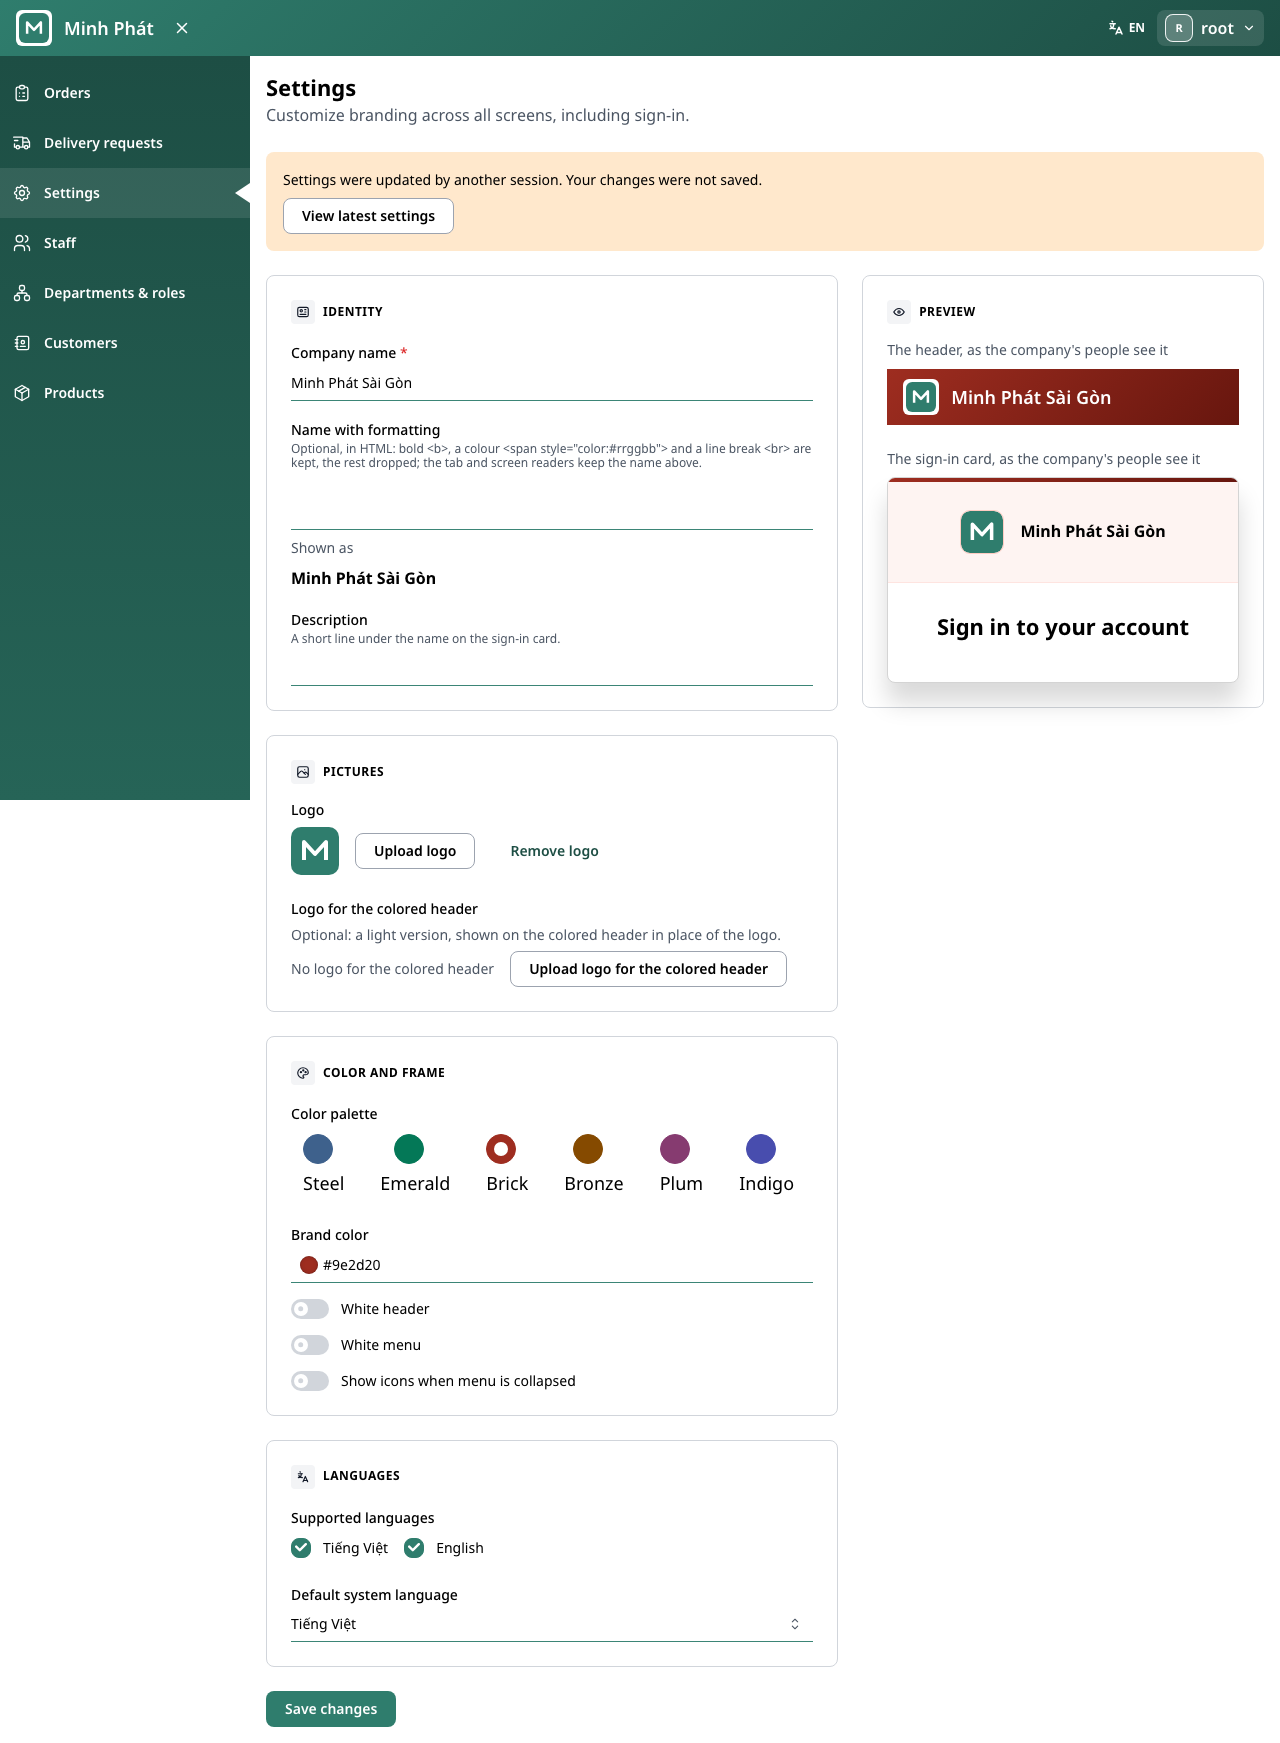 Minh Phát
EN
R
root
Orders
Delivery requests
Settings
Staff
Departments & roles
Customers
Products
Settings
Customize branding across all screens, including sign-in.
Settings were updated by another session. Your changes were not saved.
View latest settings
IDENTITY
Company name *
Minh Phát Sài Gòn
Name with formatting
Optional, in HTML: bold <b>, a colour <span style="color:#rrggbb"> and a line break <br> are
kept, the rest dropped; the tab and screen readers keep the name above.
Shown as
Minh Phát Sài Gòn
Description
A short line under the name on the sign-in card.
PREVIEW
The header, as the company's people see it
Minh Phát Sài Gòn
The sign-in card, as the company's people see it
Minh Phát Sài Gòn
Sign in to your account
PICTURES
Logo
Upload logo
Remove logo
Logo for the colored header
Optional: a light version, shown on the colored header in place of the logo.
No logo for the colored header
Upload logo for the colored header
COLOR AND FRAME
Color palette
Steel
Emerald
Brick
Bronze
Plum
Indigo
Brand color
#9e2d20
White header
White menu
Show icons when menu is collapsed
LANGUAGES
Supported languages
Tiếng Việt
English
Default system language
Tiếng Việt
Save changes